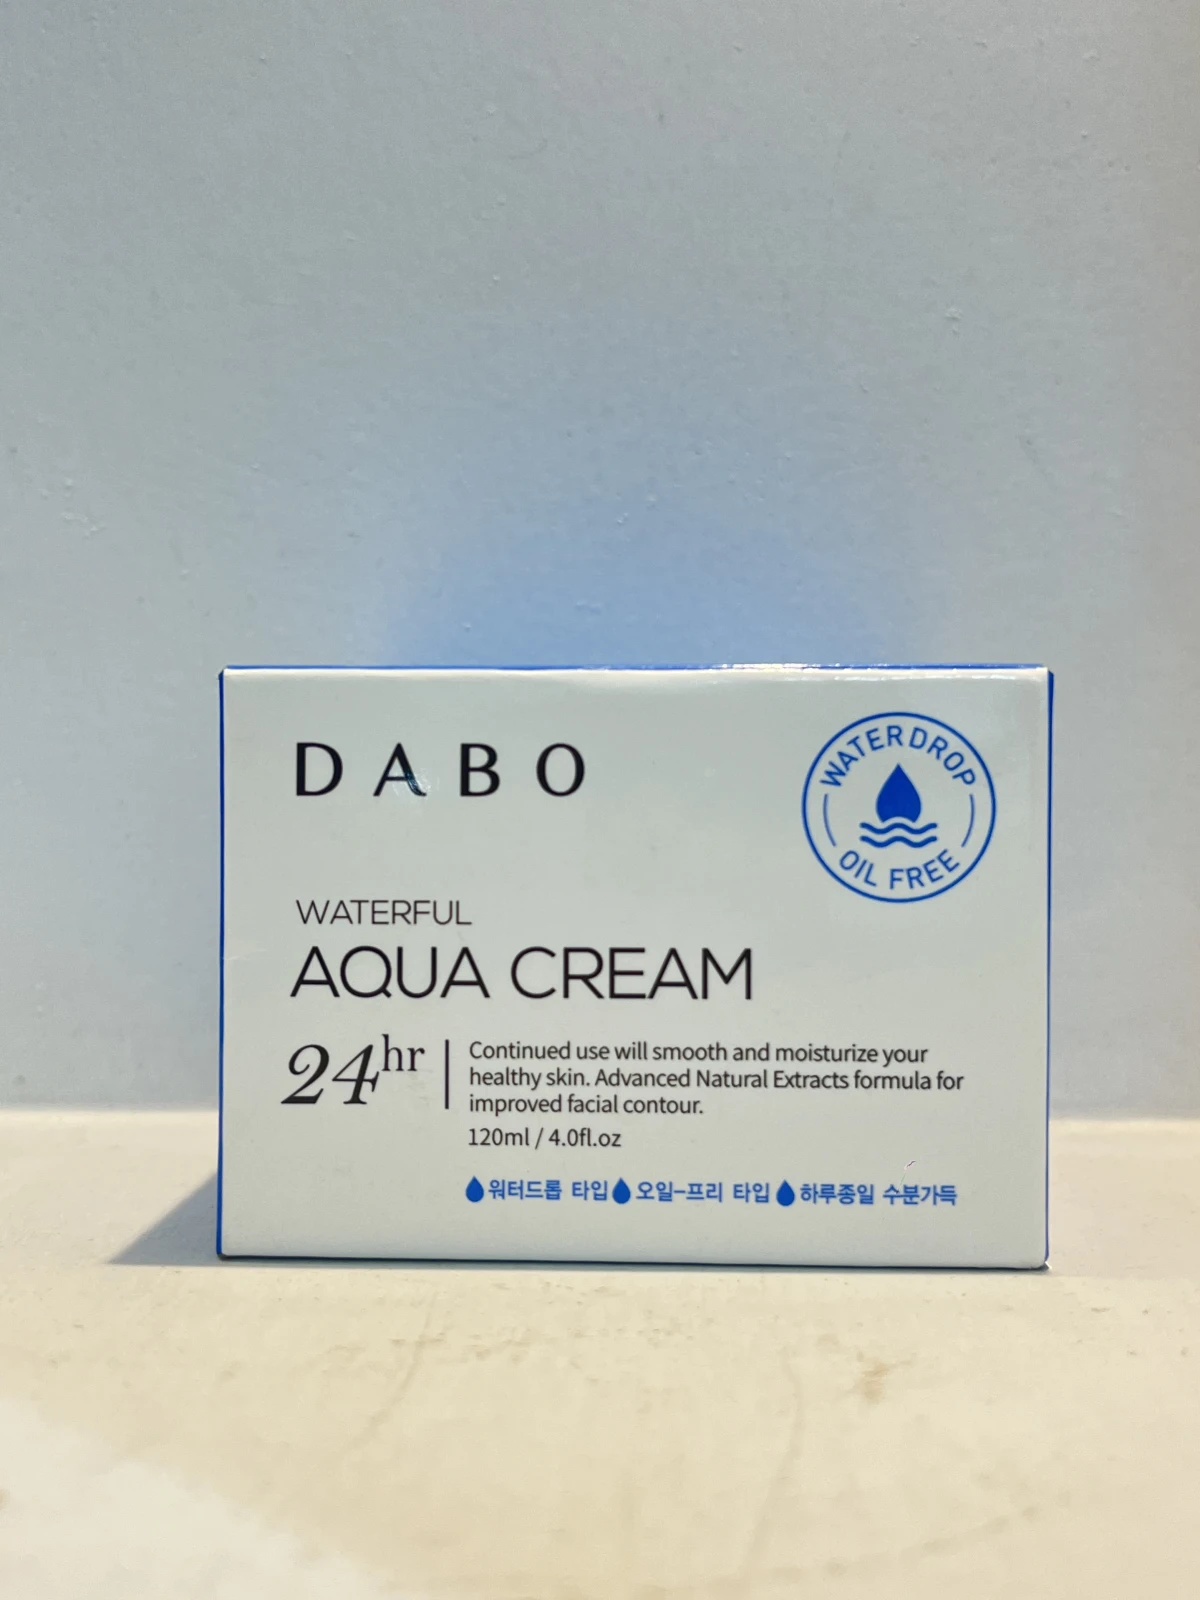 DABO
WATER DROP
OIL FREE
WATERFUL
AQUA CREAM
24hr
Continued use will smooth and moisturize your
healthy skin. Advanced Natural Extracts formula for
improved facial contour.
120ml / 4.0fl.oz
워터드롭 타입 오일-프리 타입 하루종일 수분가득